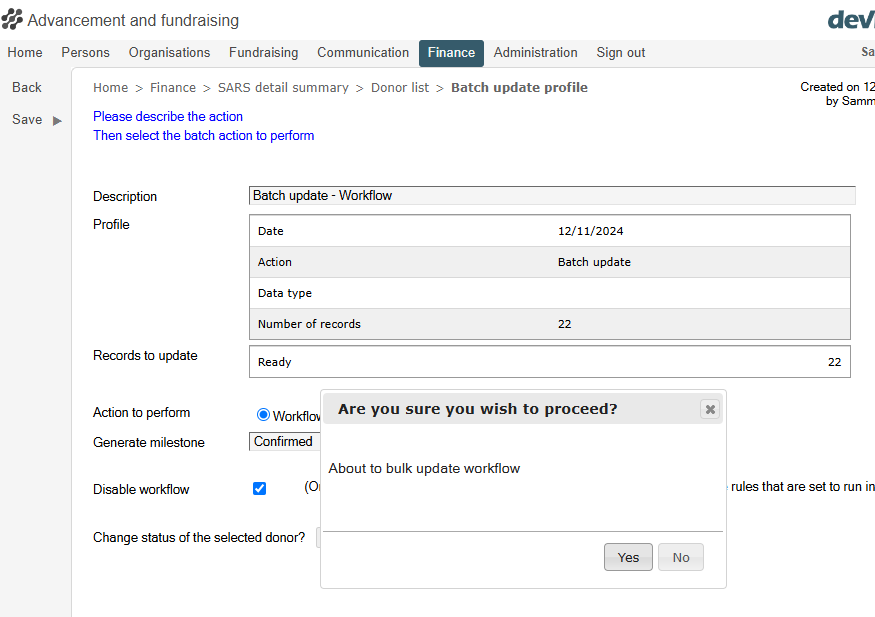 Advancement and fundraising
Home Persons Organisations Fundraising Communication Finance Administration Sign out
Back
Home > Finance > SARS detail summary > Donor list > Batch update profile
Created on 12
by Samm
Save
Please describe the action
Then select the batch action to perform
Description Batch update - Workflow
Profile
Date 12/11/2024
Action Batch update
Data type
Number of records 22
Records to update
Ready 22
Action to perform Workflow
Generate milestone Confirmed
Disable workflow
rules that are set to run in
Change status of the selected donor?
Are you sure you wish to proceed?
About to bulk update workflow
Yes No